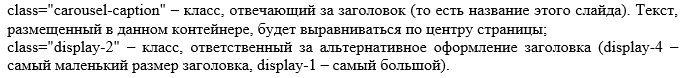 class="carousel-caption" – класс, отвечающий за заголовок (то есть название этого слайда). Текст,
размещенный в данном контейнере, будет выравниваться по центру страницы;
class="display-2" – класс, ответственный за альтернативное оформление заголовка (display-4 –
самый маленький размер заголовка, display-1 – самый большой).